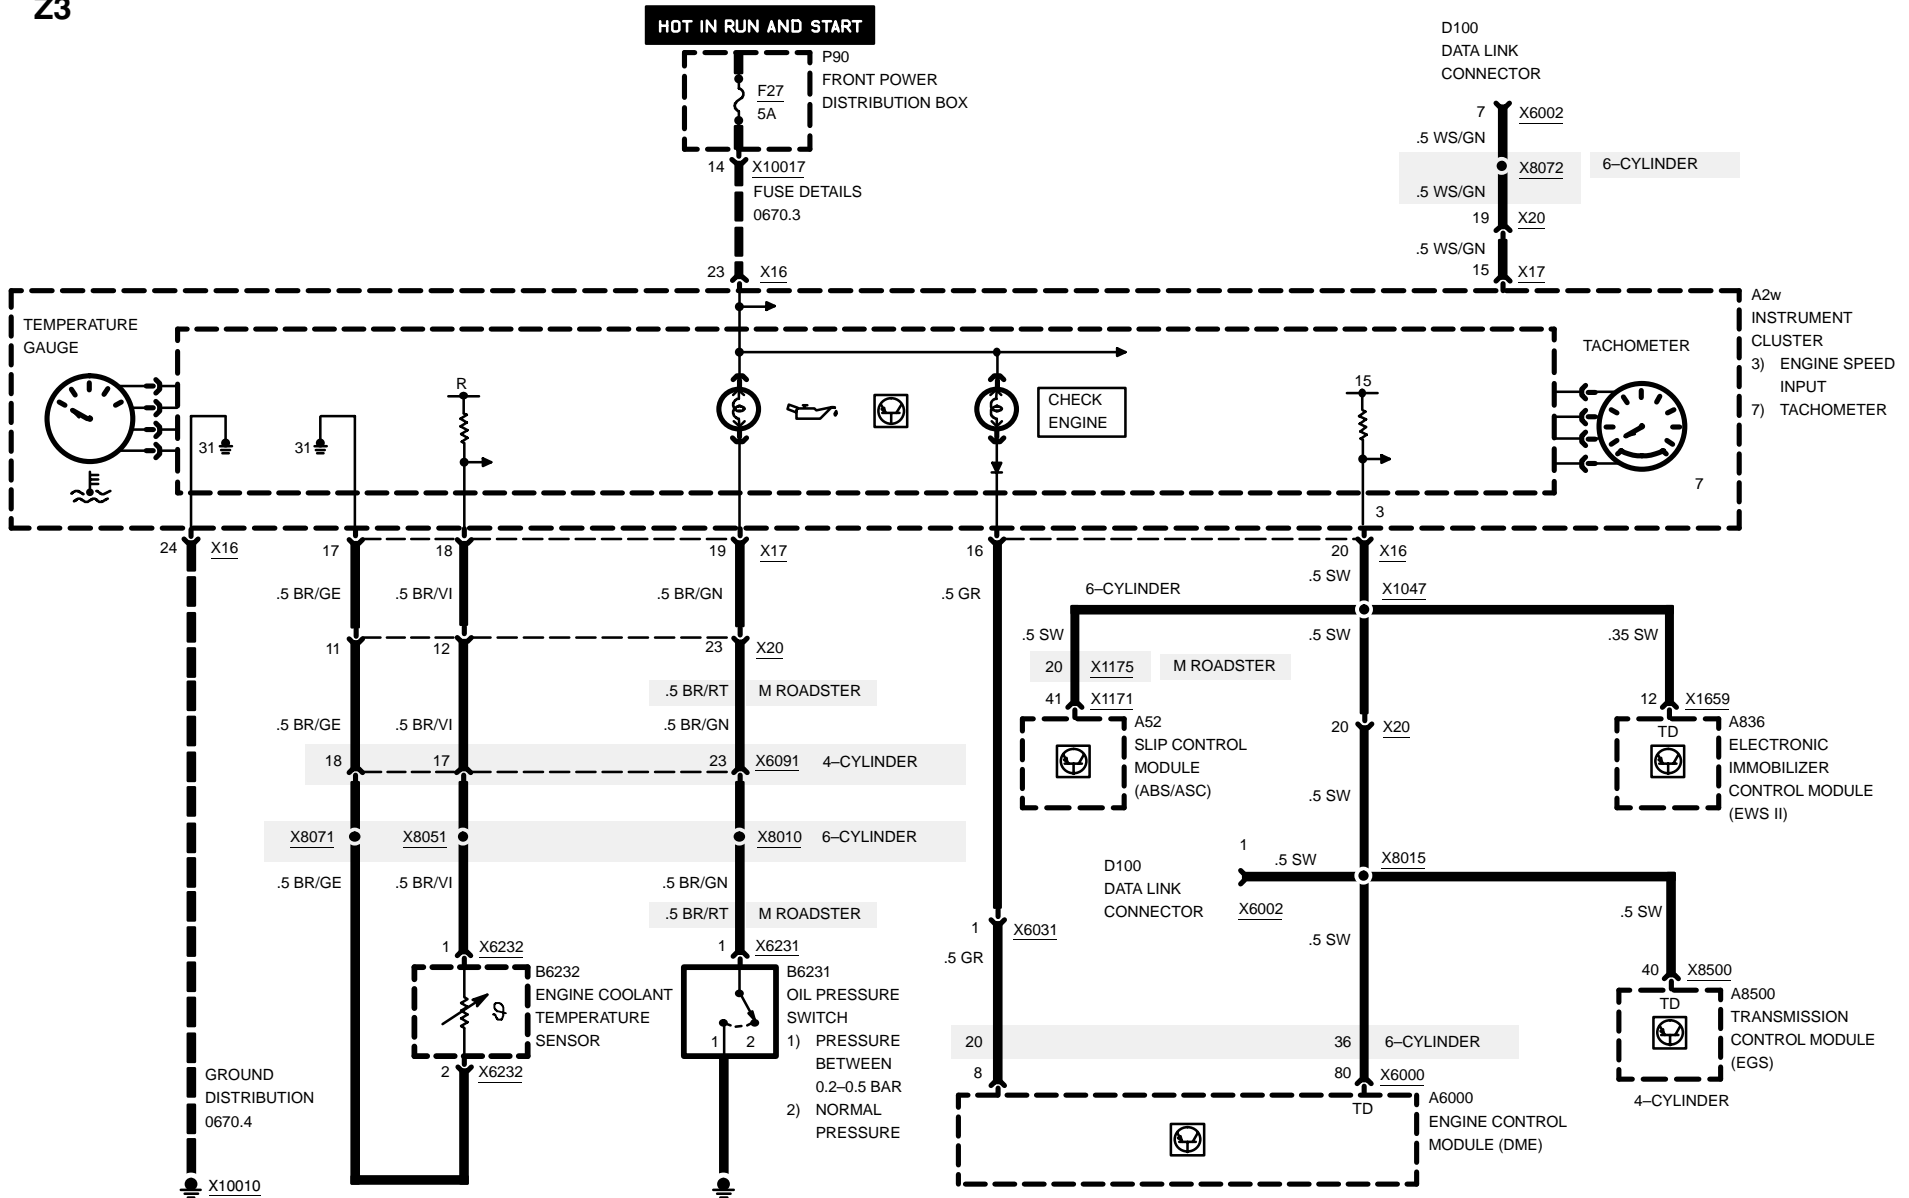 Z3
HOT IN RUN AND START
P90
FRONT POWER
DISTRIBUTION BOX
F27
5A
14 X10017
FUSE DETAILS
0670.3
23 X16
D100
DATA LINK
CONNECTOR
7 X6002
.5 WS/GN
X8072 6–CYLINDER
.5 WS/GN
19 X20
.5 WS/GN
15 X17
A2w
INSTRUMENT
CLUSTER
3) ENGINE SPEED
INPUT
7) TACHOMETER
TEMPERATURE
GAUGE
31
31
R
CHECK
ENGINE
15
TACHOMETER
7
3
24 X16
17 18 19 X17
16 20 X16
.5 BR/GE .5 BR/VI .5 BR/GN .5 GR .5 SW
6–CYLINDER X1047
.5 SW .5 SW .35 SW
11 12 23 X20
20 X1175 M ROADSTER
.5 BR/RT M ROADSTER
41 X1171
12 X1659
.5 BR/GE .5 BR/VI .5 BR/GN
A52
SLIP CONTROL
MODULE
(ABS/ASC)
20 X20
TD
A836
ELECTRONIC
IMMOBILIZER
CONTROL MODULE
(EWS II)
18 17 23 X6091 4–CYLINDER
.5 SW
X8071 X8051 X8010 6–CYLINDER
D100
DATA LINK
CONNECTOR
1
.5 SW
X6002
X8015
.5 BR/GE .5 BR/VI .5 BR/GN
.5 BR/RT M ROADSTER
.5 SW
1 X6031
.5 SW
.5 GR
1 X6232
1 X6231
40 X8500
TD
A8500
TRANSMISSION
CONTROL MODULE
(EGS)
4–CYLINDER
B6232
ENGINE COOLANT
TEMPERATURE
SENSOR
ϑ
2 X6232
B6231
OIL PRESSURE
SWITCH
1) PRESSURE
BETWEEN
0.2–0.5 BAR
2) NORMAL
PRESSURE
1 2
20 36 6–CYLINDER
8 80 X6000
TD
A6000
ENGINE CONTROL
MODULE (DME)
GROUND
DISTRIBUTION
0670.4
X10010